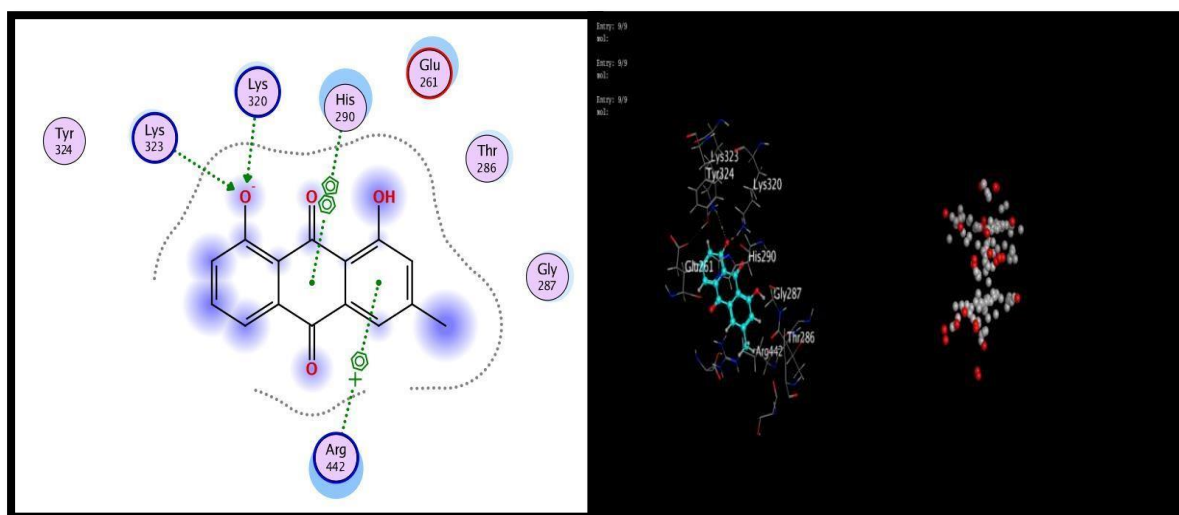 Glu
261
Lys
320
His
290
Tyr
324
Lys
323
Thr
286
O-
O
OH
Gly
287
O
Arg
442
Entry: 9/9
mol:
Entry: 9/9
mol:
Entry: 9/9
mol:
Lys323
Tyr324
Lys320
His290
Glu261
Gly287
Thr286
Arg442